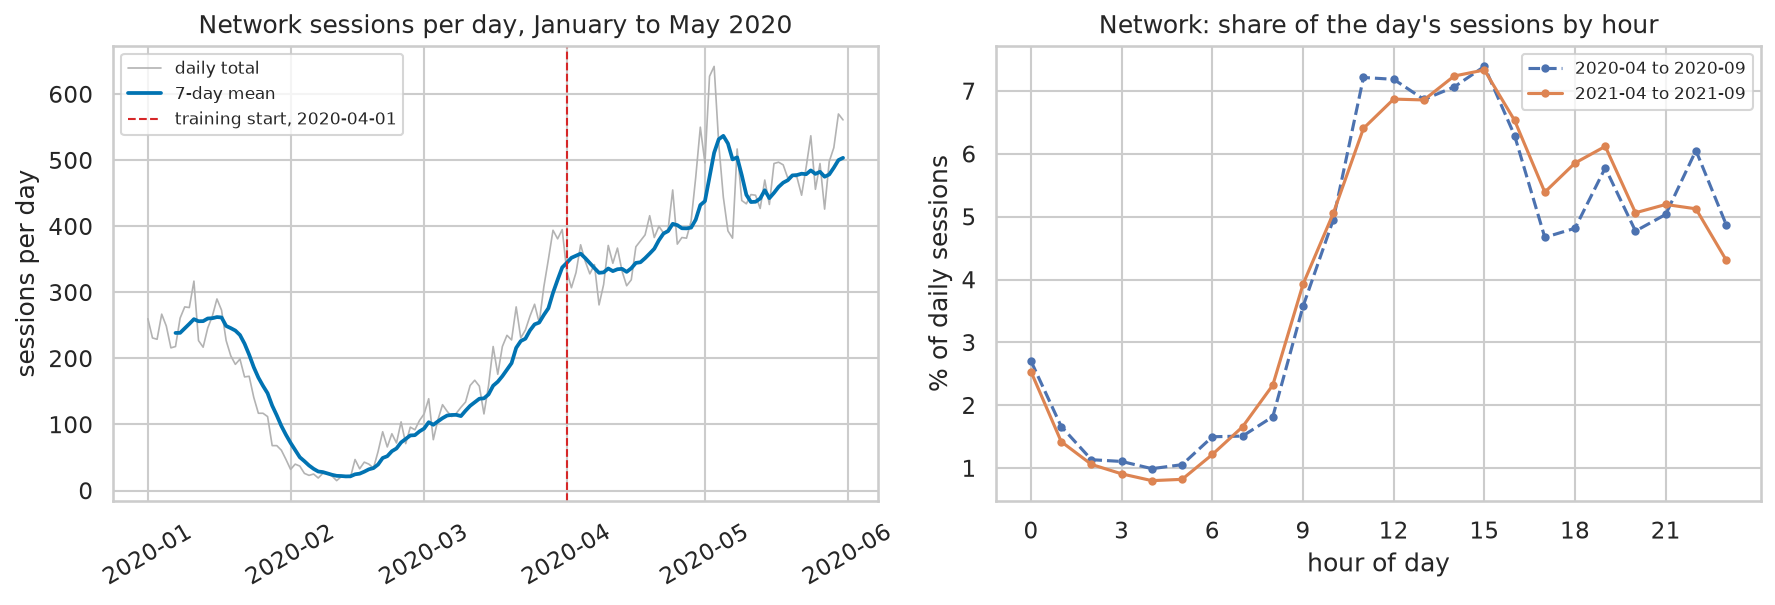 Network sessions per day, January to May 2020
daily total
7-day mean
training start, 2020-04-01
sessions per day
600
500
400
300
200
100
0
2020-01
2020-02
2020-03
2020-04
2020-05
2020-06
Network: share of the day's sessions by hour
2020-04 to 2020-09
2021-04 to 2021-09
% of daily sessions
7
6
5
4
3
2
1
0
3
6
9
12
15
18
21
hour of day